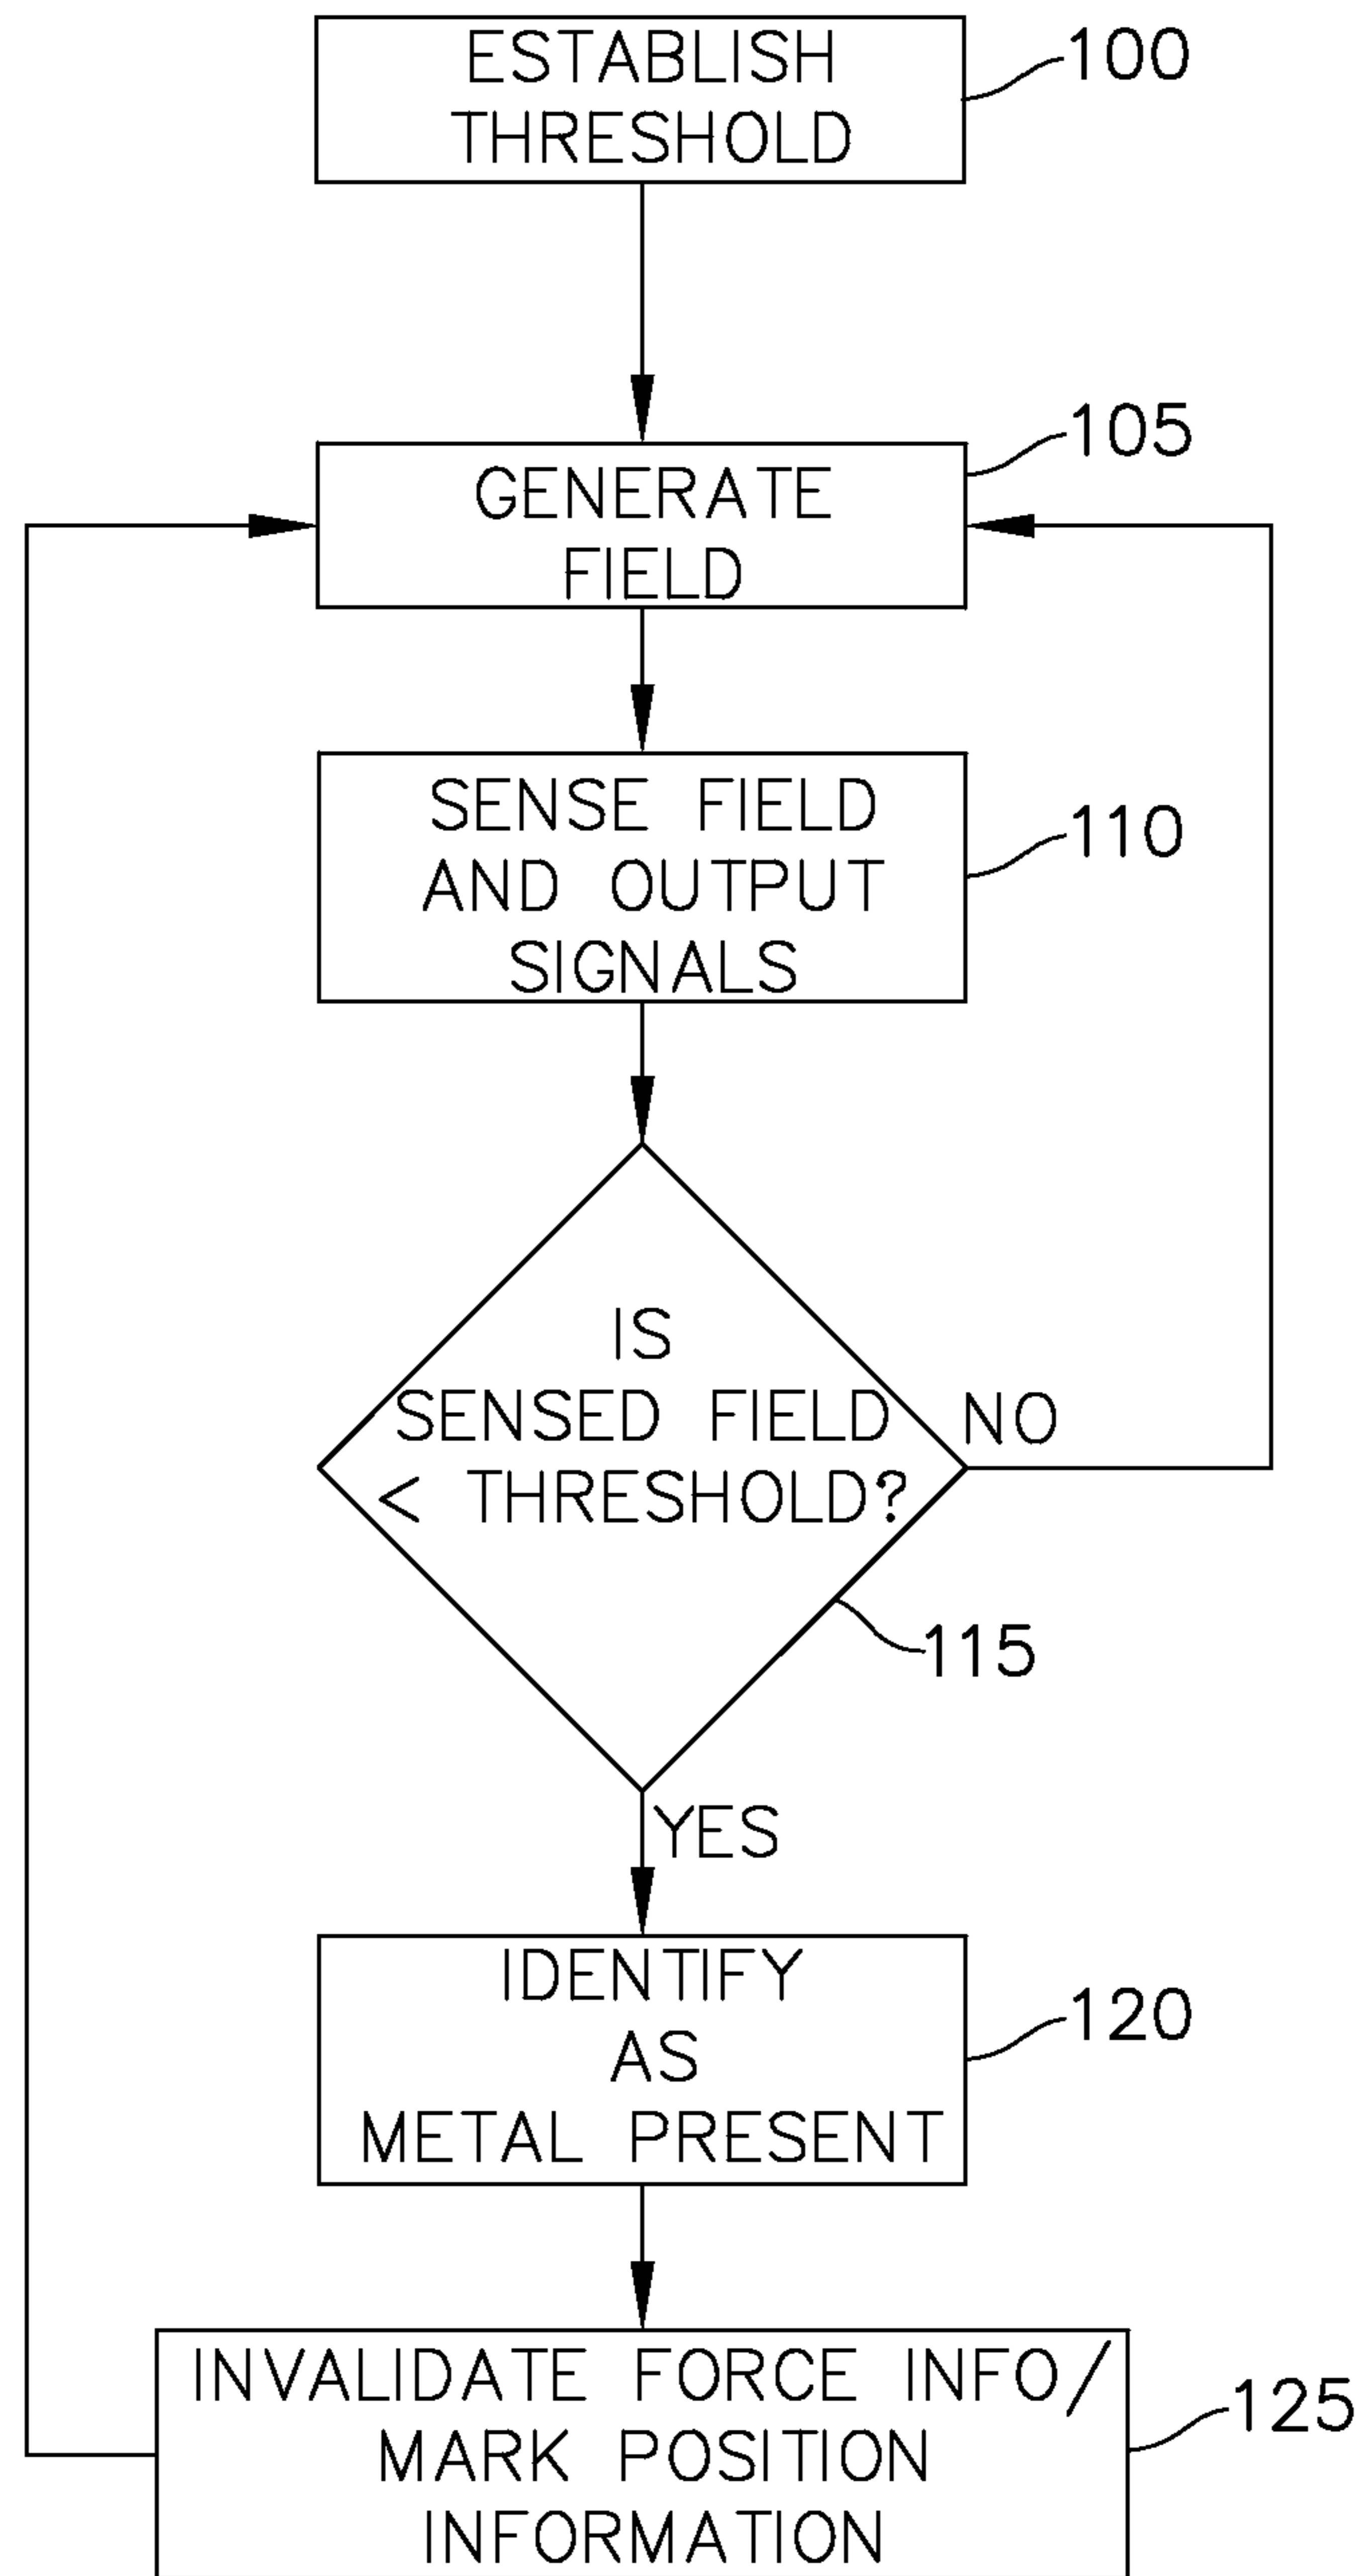 ESTABLISH
THRESHOLD
100
GENERATE
FIELD
105
SENSE FIELD
AND OUTPUT
SIGNALS
110
IS
SENSED FIELD
< THRESHOLD?
NO
115
YES
IDENTIFY
AS
METAL PRESENT
120
INVALIDATE FORCE INFO/
MARK POSITION
INFORMATION
125